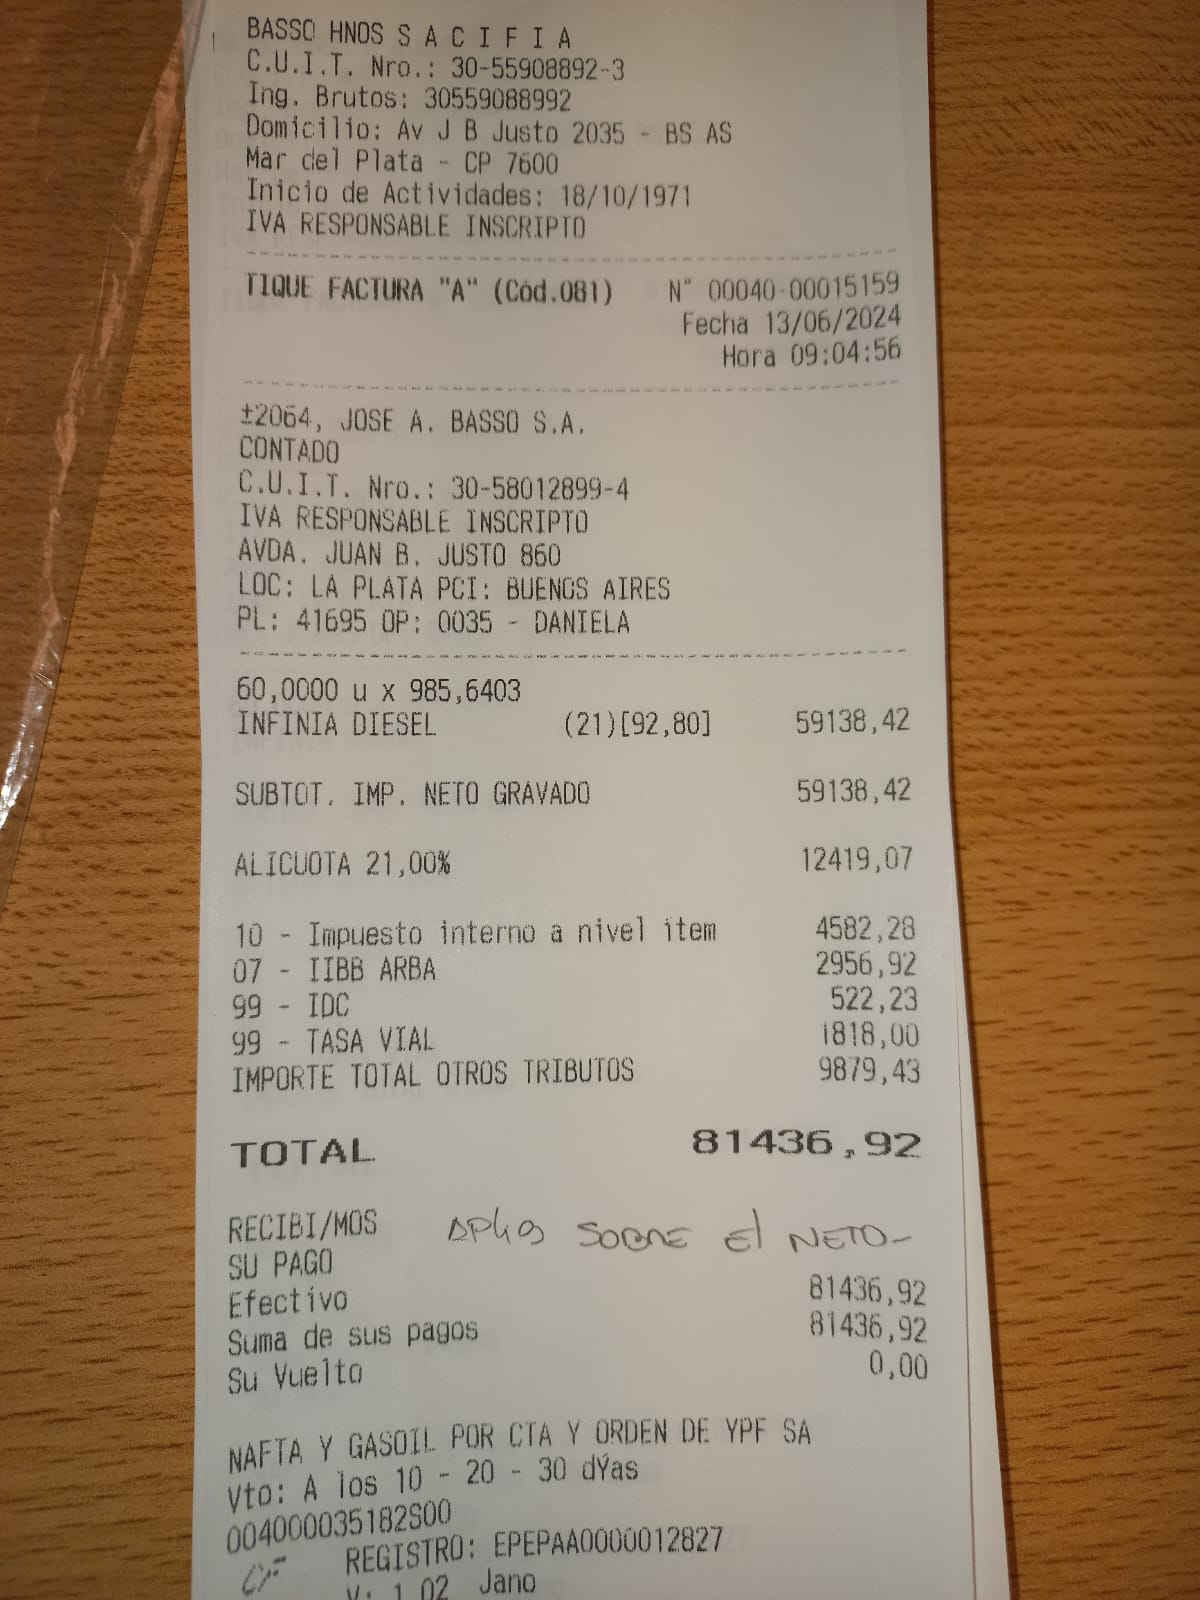 BASSO HNOS S A C I F I A
C.U.I.T. Nro.: 30-55908892-3
Ing. Brutos: 30559088992
Domicilio: Av J B Justo 2035 - BS AS
Mar del Plata - CP 7600
Inicio de Actividades: 18/10/1971
IVA RESPONSABLE INSCRIPTO
TIQUE FACTURA "A" (Cód.081) N° 00040-00015159
Fecha 13/06/2024
Hora 09:04:56
±2064, JOSE A. BASSO S.A.
CONTADO
C.U.I.T. Nro.: 30-58012899-4
IVA RESPONSABLE INSCRIPTO
AVDA. JUAN B. JUSTO 860
LOC: LA PLATA PCI: BUENOS AIRES
PL: 41695 OP: 0035 - DANIELA
60,0000 u x 985,6403
INFINIA DIESEL (21)[92,80] 59138,42
SUBTOT. IMP. NETO GRAVADO 59138,42
ALICUOTA 21,00% 12419,07
10 - Impuesto interno a nivel ítem 4582,28
07 - IIBB ARBA 2956,92
99 - IDC 522,23
99 - TASA VIAL 1818,00
IMPORTE TOTAL OTROS TRIBUTOS 9879,43
TOTAL 81436,92
RECIBI/MOS
SOBRE El NETO-
SU PAGO
Efectivo 81436,92
Suma de sus pagos 81436,92
Su Vuelto 0,00
NAFTA Y GASOIL POR CTA Y ORDEN DE YPF SA
Vto: A los 10 - 20 - 30 dÝas
004000035182S00
REGISTRO: EPEPAA0000012827
V: 1.02 Jano